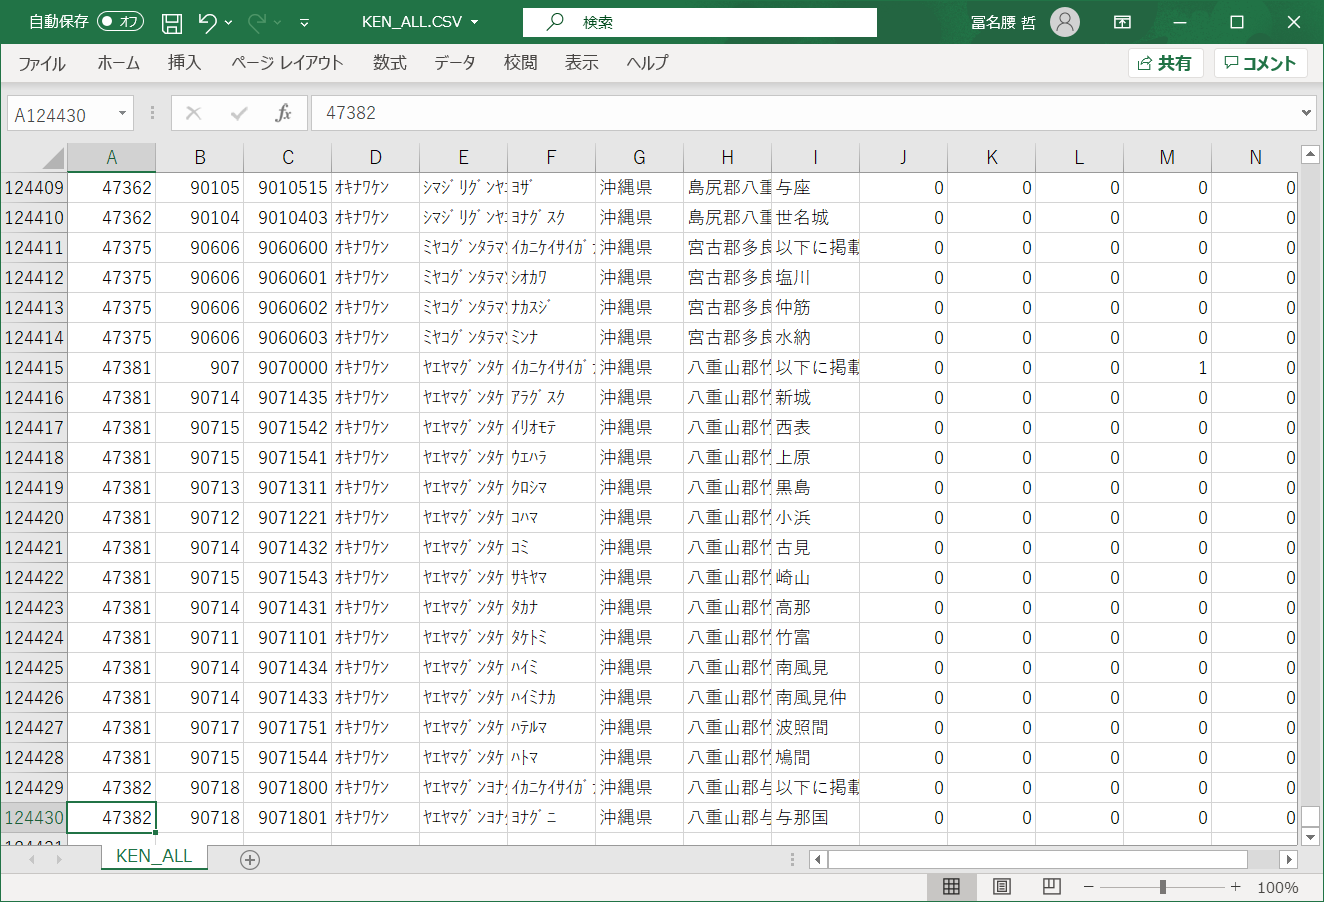 自動保存 オフ KEN_ALL.CSV 検索 冨名腰 哲
ファイル ホーム 挿入 ページ レイアウト 数式 データ 校閲 表示 ヘルプ 共有 コメント
A124430 fx 47382
A B C D E F G H I J K L M N
124409 47362 90105 9010515 ｵｷﾅﾜｹﾝ ｼﾏｼﾞﾘｸﾞﾝﾔｴ ﾖｻﾞ 沖縄県 島尻郡八重 与座 0 0 0 0 0
124410 47362 90104 9010403 ｵｷﾅﾜｹﾝ ｼﾏｼﾞﾘｸﾞﾝﾔｴ ﾖﾅｸﾞｽｸ 沖縄県 島尻郡八重 世名城 0 0 0 0 0
124411 47375 90606 9060600 ｵｷﾅﾜｹﾝ ﾐﾔｺｸﾞﾝﾀﾗﾏｿ ｲｶﾆｹｲｻｲｶﾞﾅ 沖縄県 宮古郡多良 以下に掲載 0 0 0 0 0
124412 47375 90606 9060601 ｵｷﾅﾜｹﾝ ﾐﾔｺｸﾞﾝﾀﾗﾏｿ ｼｵｶﾜ 沖縄県 宮古郡多良 塩川 0 0 0 0 0
124413 47375 90606 9060602 ｵｷﾅﾜｹﾝ ﾐﾔｺｸﾞﾝﾀﾗﾏｿ ﾅｶｽｼﾞ 沖縄県 宮古郡多良 仲筋 0 0 0 0 0
124414 47375 90606 9060603 ｵｷﾅﾜｹﾝ ﾐﾔｺｸﾞﾝﾀﾗﾏｿ ﾐﾝﾅ 沖縄県 宮古郡多良 水納 0 0 0 0 0
124415 47381 907 9070000 ｵｷﾅﾜｹﾝ ﾔｴﾔﾏｸﾞﾝﾀｹ ｲｶﾆｹｲｻｲｶﾞﾅ 沖縄県 八重山郡竹 以下に掲載 0 0 0 1 0
124416 47381 90714 9071435 ｵｷﾅﾜｹﾝ ﾔｴﾔﾏｸﾞﾝﾀｹ ｱﾗｸﾞｽｸ 沖縄県 八重山郡竹 新城 0 0 0 0 0
124417 47381 90715 9071542 ｵｷﾅﾜｹﾝ ﾔｴﾔﾏｸﾞﾝﾀｹ ｲﾘｵﾓﾃ 沖縄県 八重山郡竹 西表 0 0 0 0 0
124418 47381 90715 9071541 ｵｷﾅﾜｹﾝ ﾔｴﾔﾏｸﾞﾝﾀｹ ｳｴﾊﾗ 沖縄県 八重山郡竹 上原 0 0 0 0 0
124419 47381 90713 9071311 ｵｷﾅﾜｹﾝ ﾔｴﾔﾏｸﾞﾝﾀｹ ｸﾛｼﾏ 沖縄県 八重山郡竹 黒島 0 0 0 0 0
124420 47381 90712 9071221 ｵｷﾅﾜｹﾝ ﾔｴﾔﾏｸﾞﾝﾀｹ ｺﾊﾏ 沖縄県 八重山郡竹 小浜 0 0 0 0 0
124421 47381 90714 9071432 ｵｷﾅﾜｹﾝ ﾔｴﾔﾏｸﾞﾝﾀｹ ｺﾐ 沖縄県 八重山郡竹 古見 0 0 0 0 0
124422 47381 90715 9071543 ｵｷﾅﾜｹﾝ ﾔｴﾔﾏｸﾞﾝﾀｹ ｻｷﾔﾏ 沖縄県 八重山郡竹 崎山 0 0 0 0 0
124423 47381 90714 9071431 ｵｷﾅﾜｹﾝ ﾔｴﾔﾏｸﾞﾝﾀｹ ﾀｶﾅ 沖縄県 八重山郡竹 高那 0 0 0 0 0
124424 47381 90711 9071101 ｵｷﾅﾜｹﾝ ﾔｴﾔﾏｸﾞﾝﾀｹ ﾀｹﾄﾐ 沖縄県 八重山郡竹 竹富 0 0 0 0 0
124425 47381 90714 9071434 ｵｷﾅﾜｹﾝ ﾔｴﾔﾏｸﾞﾝﾀｹ ﾊｲﾐ 沖縄県 八重山郡竹 南風見 0 0 0 0 0
124426 47381 90714 9071433 ｵｷﾅﾜｹﾝ ﾔｴﾔﾏｸﾞﾝﾀｹ ﾊｲﾐﾅｶ 沖縄県 八重山郡竹 南風見仲 0 0 0 0 0
124427 47381 90717 9071751 ｵｷﾅﾜｹﾝ ﾔｴﾔﾏｸﾞﾝﾀｹ ﾊﾃﾙﾏ 沖縄県 八重山郡竹 波照間 0 0 0 0 0
124428 47381 90715 9071544 ｵｷﾅﾜｹﾝ ﾔｴﾔﾏｸﾞﾝﾀｹ ﾊﾄﾏ 沖縄県 八重山郡竹 鳩間 0 0 0 0 0
124429 47382 90718 9071800 ｵｷﾅﾜｹﾝ ﾔｴﾔﾏｸﾞﾝﾖﾅｸ ｲｶﾆｹｲｻｲｶﾞﾅ 沖縄県 八重山郡与 以下に掲載 0 0 0 0 0
124430 47382 90718 9071801 ｵｷﾅﾜｹﾝ ﾔｴﾔﾏｸﾞﾝﾖﾅｸ ﾖﾅｸﾞﾆ 沖縄県 八重山郡与 与那国 0 0 0 0 0
KEN_ALL
100%